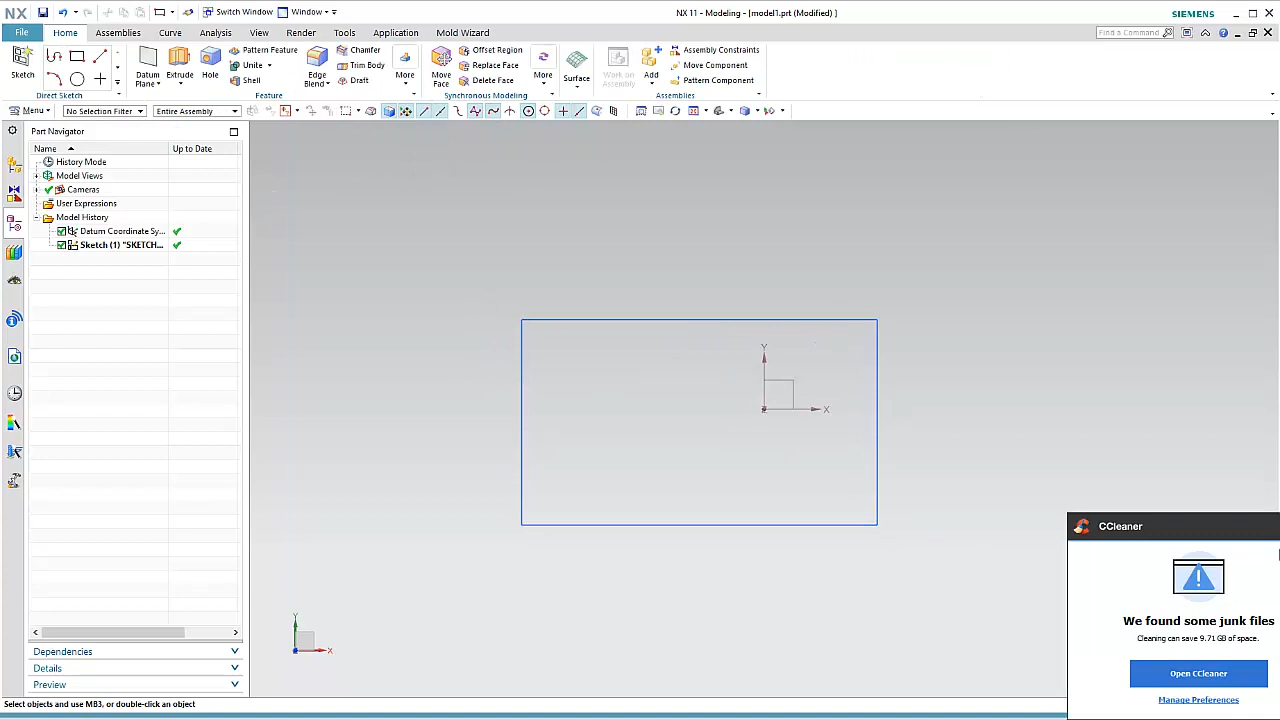 NX
Switch Window
Window
NX 11 - Modeling - [model1.prt (Modified) ]
SIEMENS
File
Home
Assemblies
Curve
Analysis
View
Render
Tools
Application
Mold Wizard
Find a Command
Sketch
Direct Sketch
Datum Plane
Extrude
Hole
Pattern Feature
Unite
Shell
Edge Blend
Chamfer
Trim Body
Draft
More
Feature
Move Face
Offset Region
Replace Face
Delete Face
More
Synchronous Modeling
Surface
Work on Assembly
Add
Assembly Constraints
Move Component
Pattern Component
Assemblies
Menu
No Selection Filter
Entire Assembly
Part Navigator
Name
Up to Date
History Mode
Model Views
Cameras
User Expressions
Model History
Datum Coordinate Sy...
Sketch (1) "SKETCH...
Y
X
Z
Y
X
Dependencies
Details
Preview
Select objects and use MB3, or double-click an object
CCleaner
We found some junk files
Cleaning can save 9.71 GB of space.
Open CCleaner
Manage Preferences